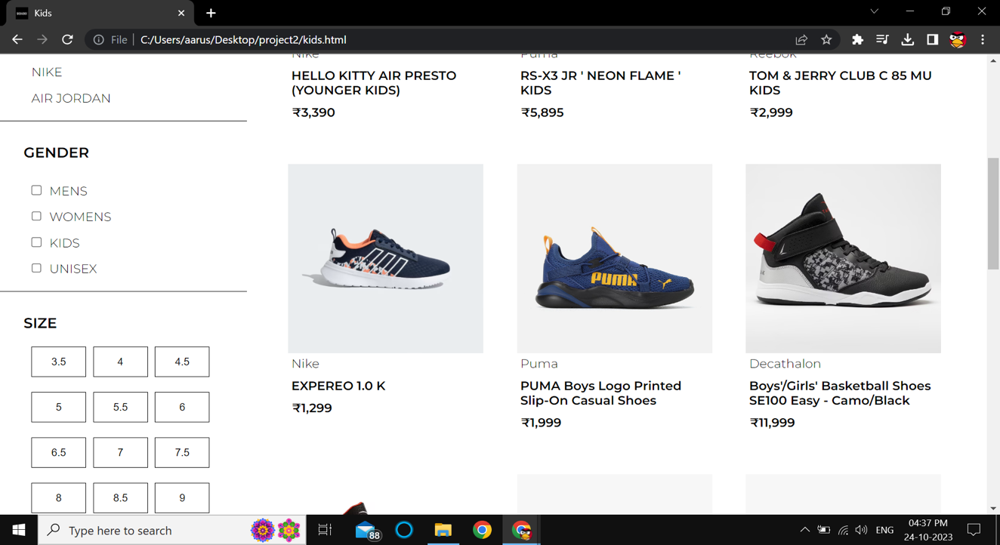 Kids
File
C:/Users/aarus/Desktop/project2/kids.html
NIKE
AIR JORDAN
GENDER
MENS
WOMENS
KIDS
UNISEX
SIZE
3.5 4 4.5
5 5.5 6
6.5 7 7.5
8 8.5 9
Nike
HELLO KITTY AIR PRESTO
(YOUNGER KIDS)
₹3,390
Puma
RS-X3 JR ' NEON FLAME '
KIDS
₹5,895
Reebok
TOM & JERRY CLUB C 85 MU
KIDS
₹2,999
Nike
EXPEREO 1.0 K
₹1,299
PUMA
Puma
PUMA Boys Logo Printed
Slip-On Casual Shoes
₹1,999
Decathalon
Boys'/Girls' Basketball Shoes
SE100 Easy - Camo/Black
₹11,999
Type here to search
88
ENG
04:37 PM
24-10-2023